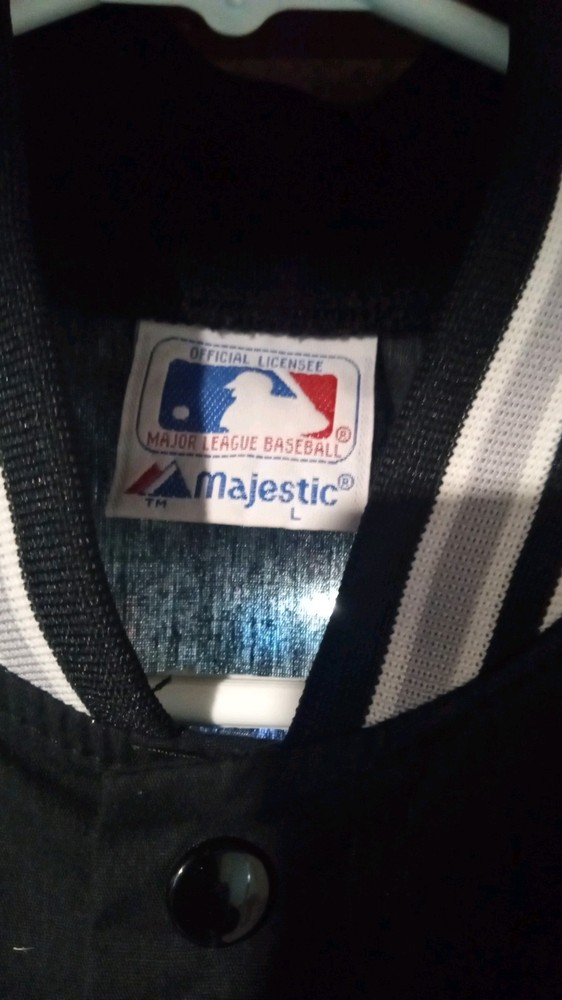 OFFICIAL LICENSEE
MAJOR LEAGUE BASEBALL®
Majestic®
TM
L